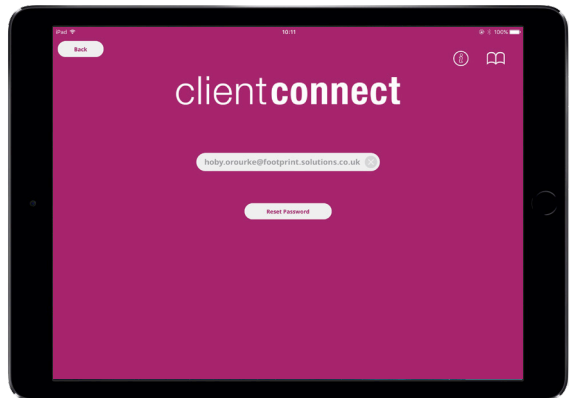 iPad 10:11 100%
Back
clientconnect
hoby.orourke@footprint.solutions.co.uk
Reset Password